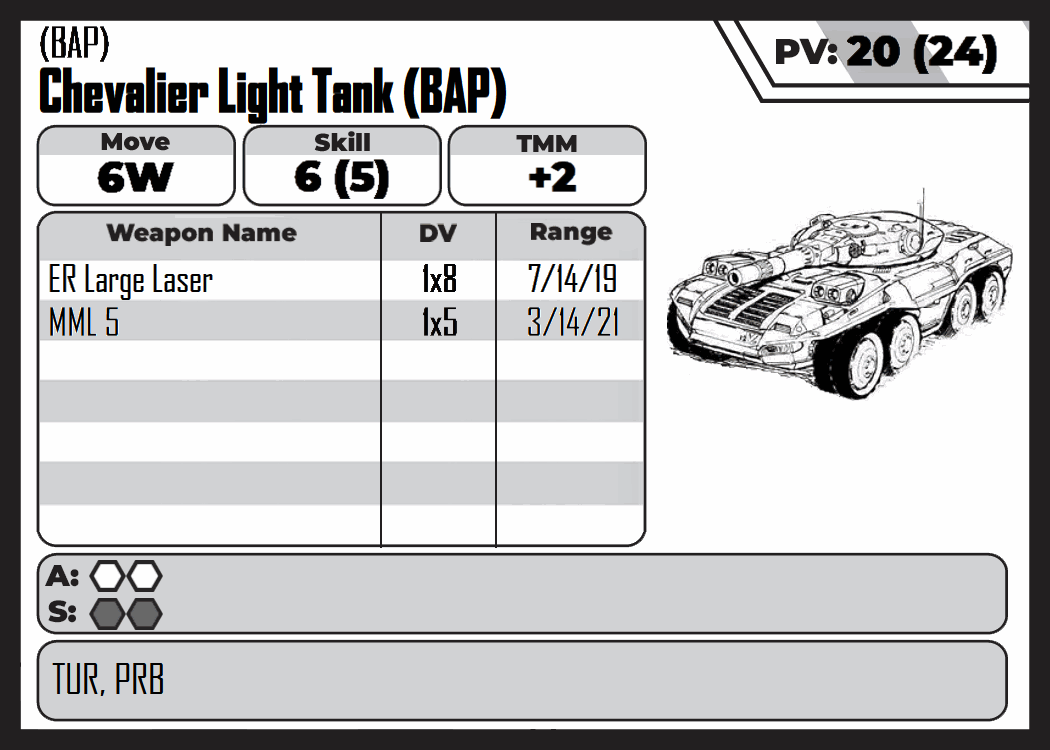 (BAP)
Chevalier Light Tank (BAP)
PV: 20 (24)
Move Skill TMM
6W 6 (5) +2
Weapon Name DV Range
ER Large Laser 1x8 7/14/19
MML 5 1x5 3/14/21
A:
S:
TUR, PRB